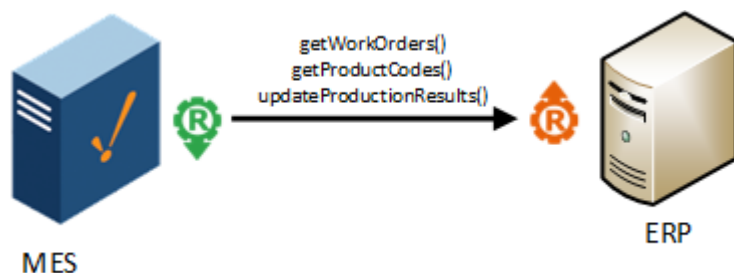 getWorkOrders()
getProductCodes()
updateProductionResults()
R
R
MES
ERP